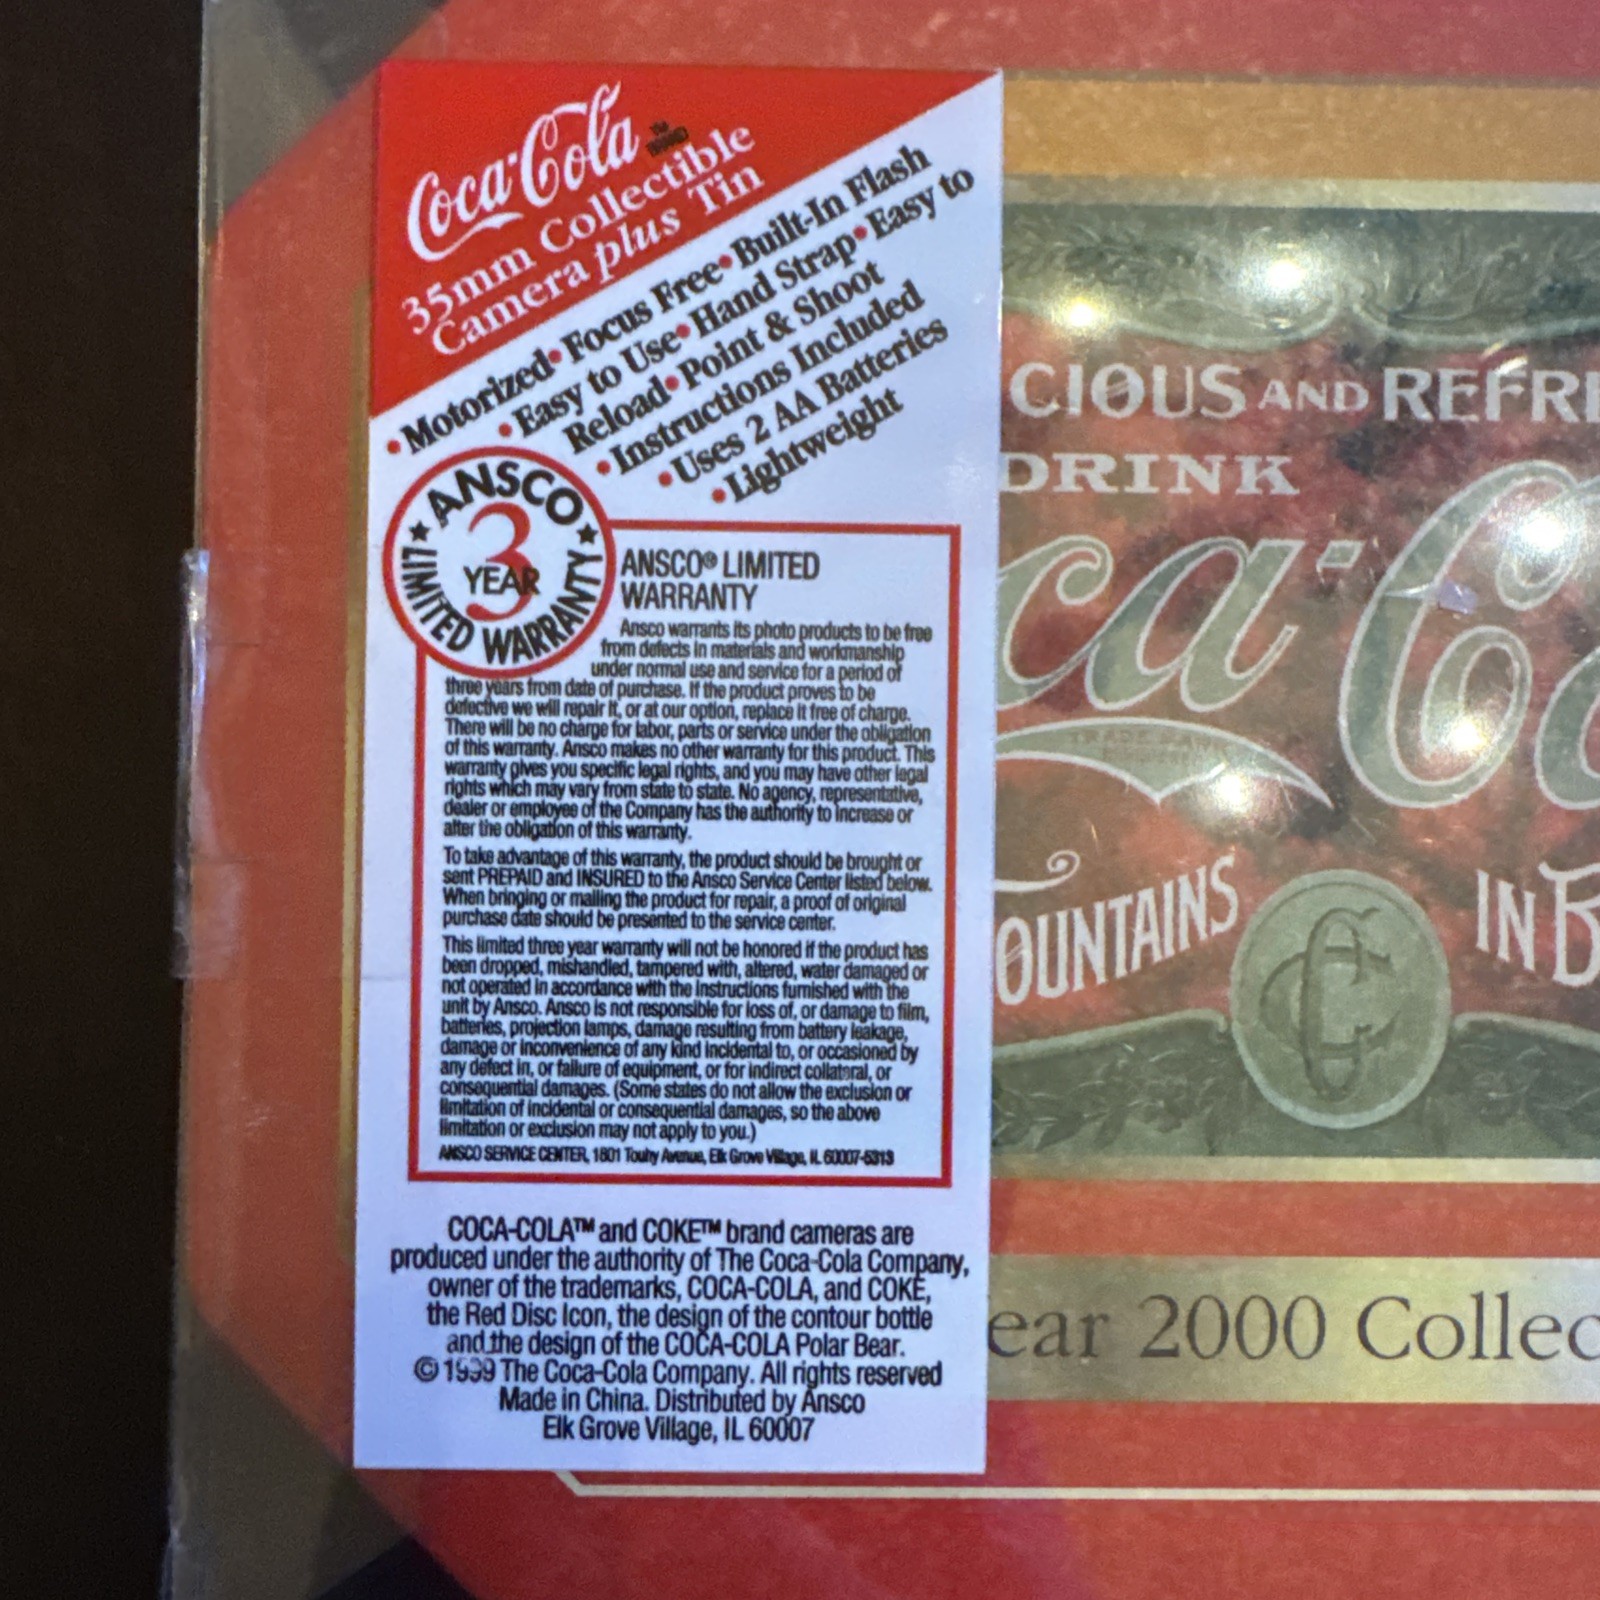 Coca-Cola
35mm Collectible
Camera plus Tin
• Motorized • Focus Free • Built-In Flash
• Easy to Use • Hand Strap • Easy to
Reload • Point & Shoot
• Instructions Included
• Uses 2 AA Batteries
• Lightweight
ANSCO
3
YEAR
LIMITED WARRANTY
ANSCO® LIMITED
WARRANTY
Ansco warrants its photo products to be free
from defects in materials and workmanship
under normal use and service for a period of
three years from date of purchase. If the product proves to be
defective we will repair it, or at our option, replace it free of charge.
There will be no charge for labor, parts or service under the obligation
of this warranty. Ansco makes no other warranty for this product. This
warranty gives you specific legal rights, and you may have other legal
rights which may vary from state to state. No agency, representative,
dealer or employee of the Company has the authority to increase or
alter the obligation of this warranty.
To take advantage of this warranty, the product should be brought or
sent PREPAID and INSURED to the Ansco Service Center listed below.
When bringing or mailing the product for repair, a proof of original
purchase date should be presented to the service center.
This limited three year warranty will not be honored if the product has
been dropped, mishandled, tampered with, altered, water damaged or
not operated in accordance with the instructions furnished with the
unit by Ansco. Ansco is not responsible for loss of, or damage to film,
batteries, projection lamps, damage resulting from battery leakage,
damage or inconvenience of any kind incidental to, or occasioned by
any defect in, or failure of equipment, or for indirect collateral, or
consequential damages. (Some states do not allow the exclusion or
limitation of incidental or consequential damages, so the above
limitation or exclusion may not apply to you.)
ANSCO SERVICE CENTER, 1801 Touhy Avenue, Elk Grove Village, IL 60007-5313
COCA-COLA™ and COKE™ brand cameras are
produced under the authority of The Coca-Cola Company,
owner of the trademarks, COCA-COLA, and COKE,
the Red Disc Icon, the design of the contour bottle
and the design of the COCA-COLA Polar Bear.
© 1999 The Coca-Cola Company. All rights reserved
Made in China. Distributed by Ansco
Elk Grove Village, IL 60007
CIOUS AND REFRE
DRINK
ca-Co
OUNTAINS
IN B
ear 2000 Collec